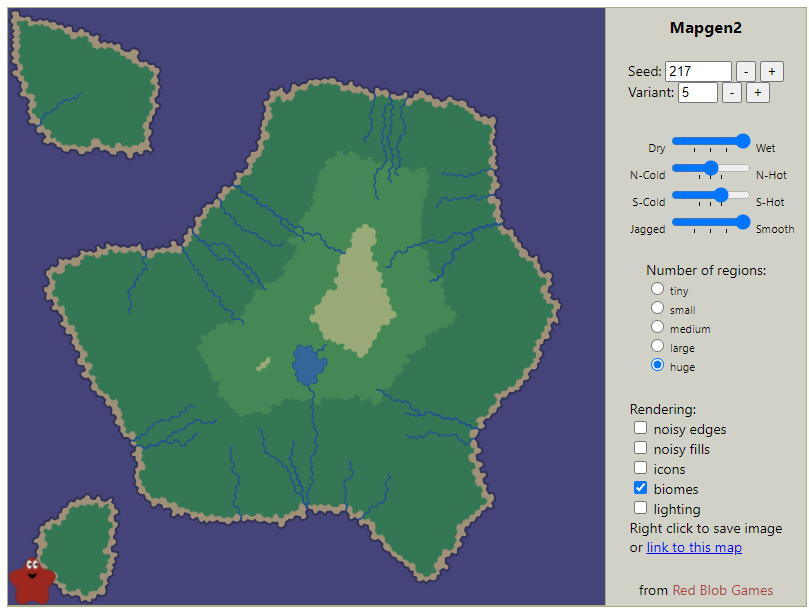 Mapgen2
Seed: 217 - +
Variant: 5 - +
Dry Wet
N-Cold N-Hot
S-Cold S-Hot
Jagged Smooth
Number of regions:
tiny
small
medium
large
huge
Rendering:
noisy edges
noisy fills
icons
biomes
lighting
Right click to save image
or link to this map
from Red Blob Games